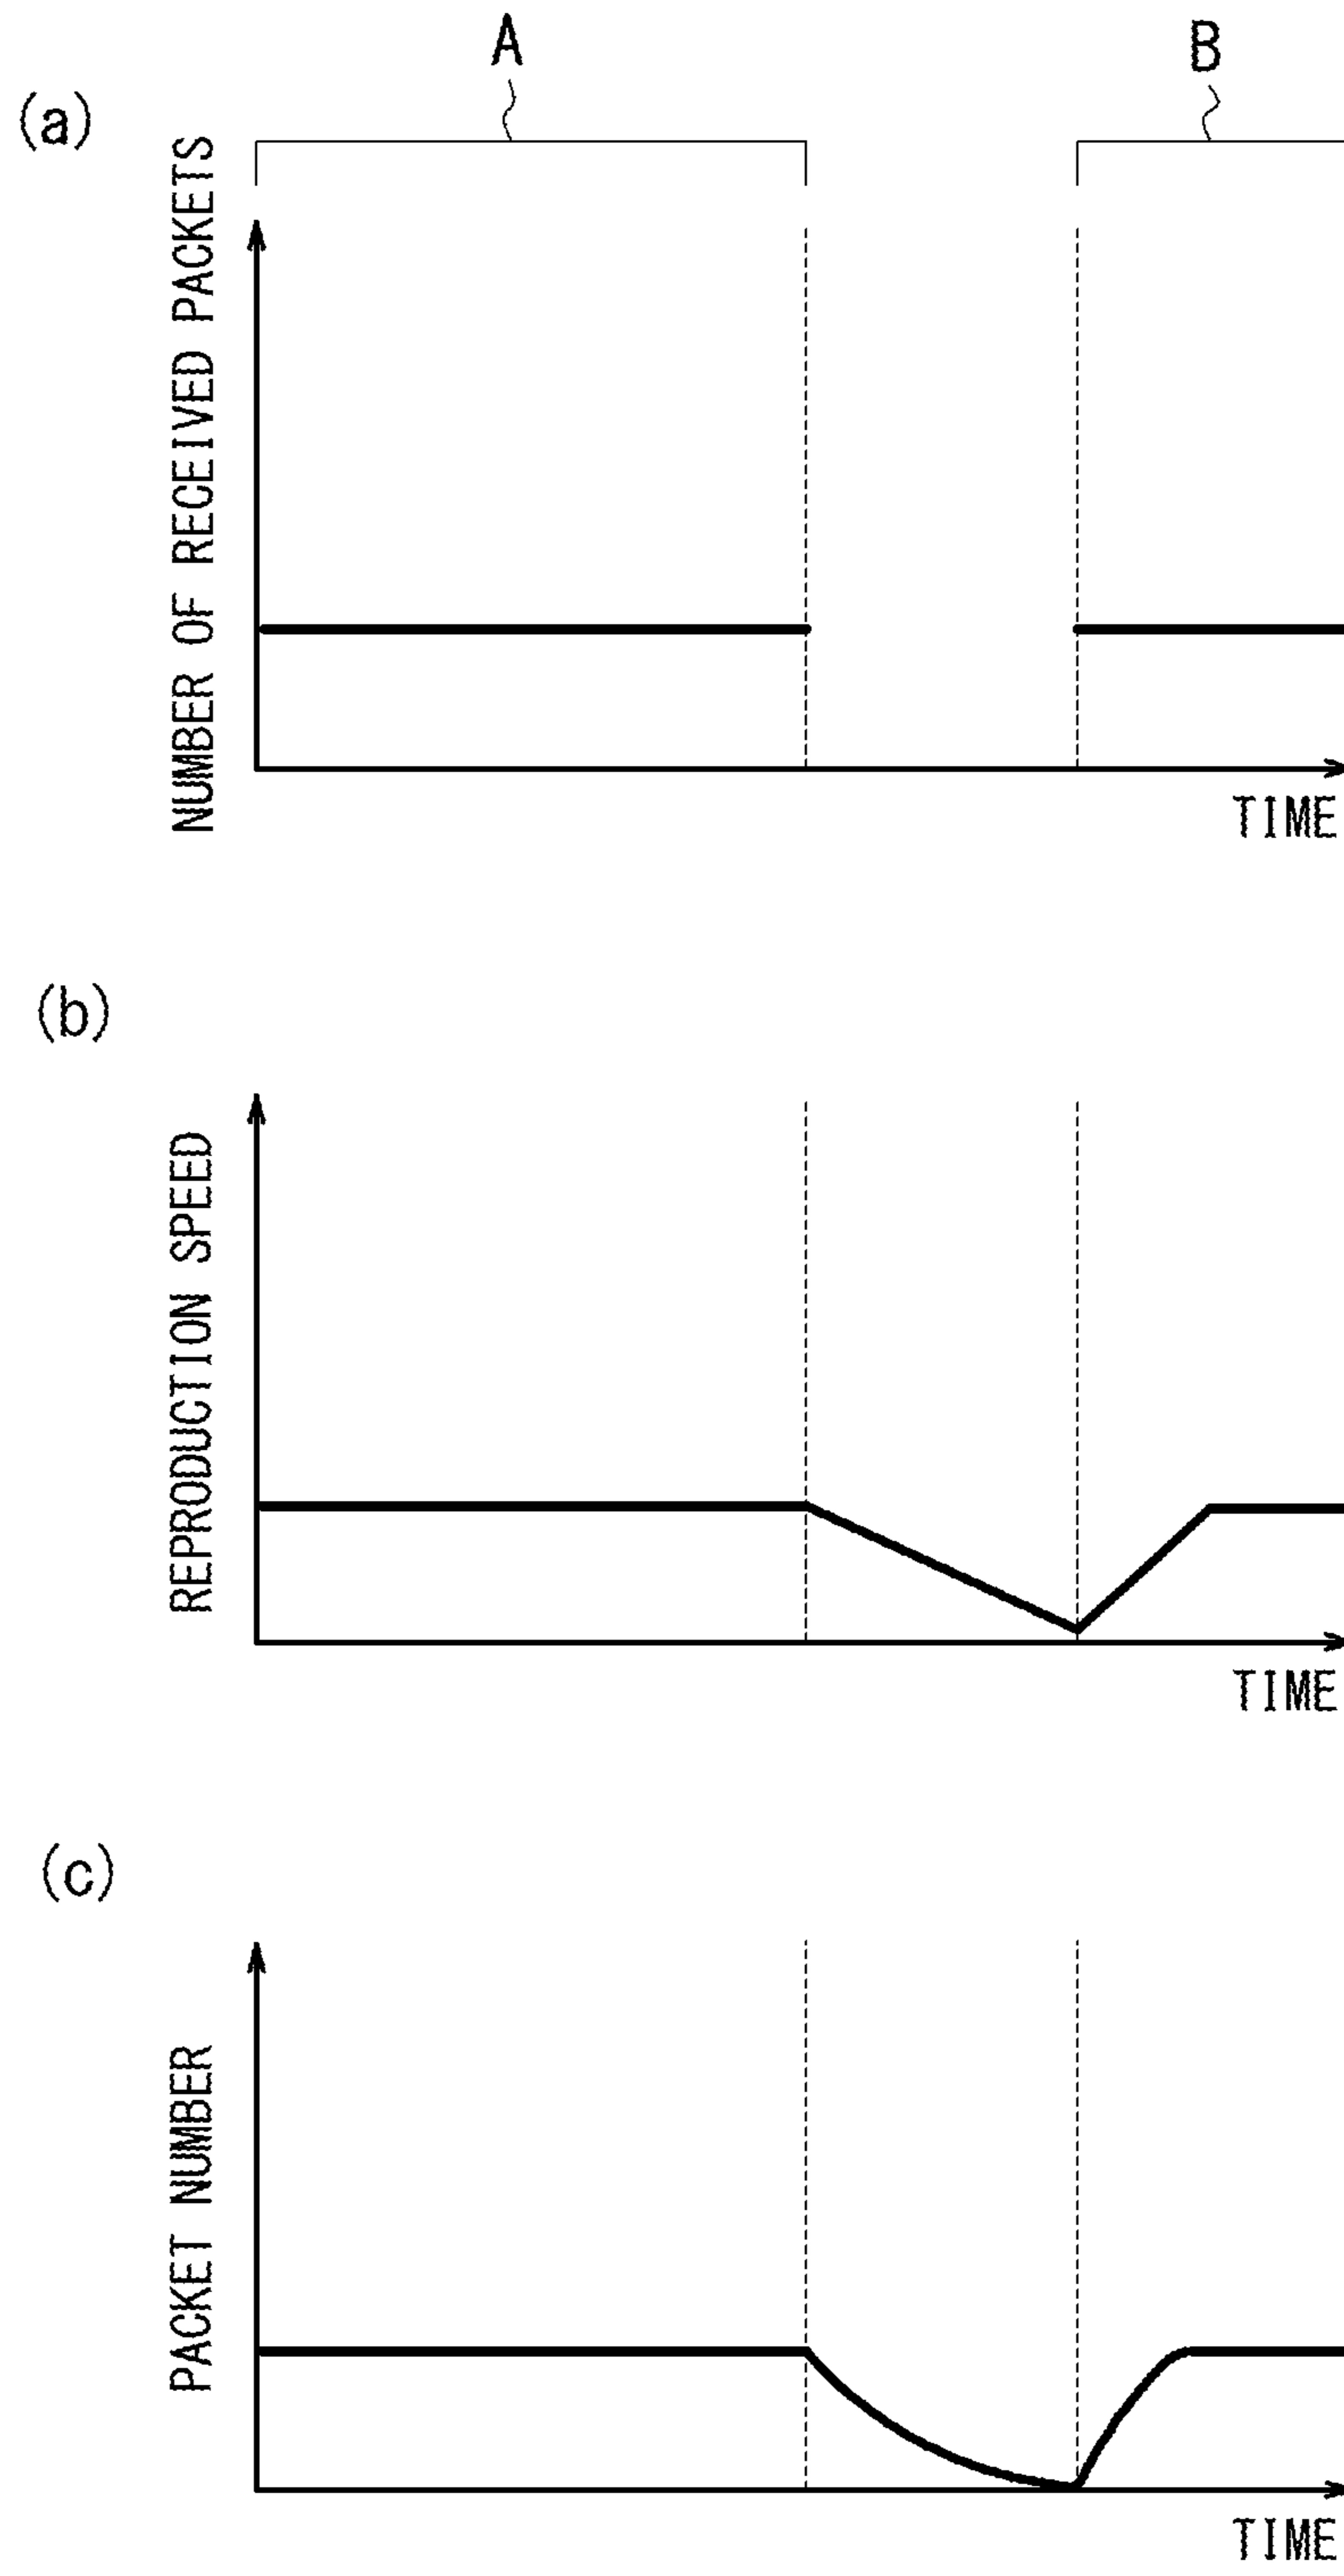 A
B
(a)
NUMBER OF RECEIVED PACKETS
TIME
(b)
REPRODUCTION SPEED
TIME
(c)
PACKET NUMBER
TIME